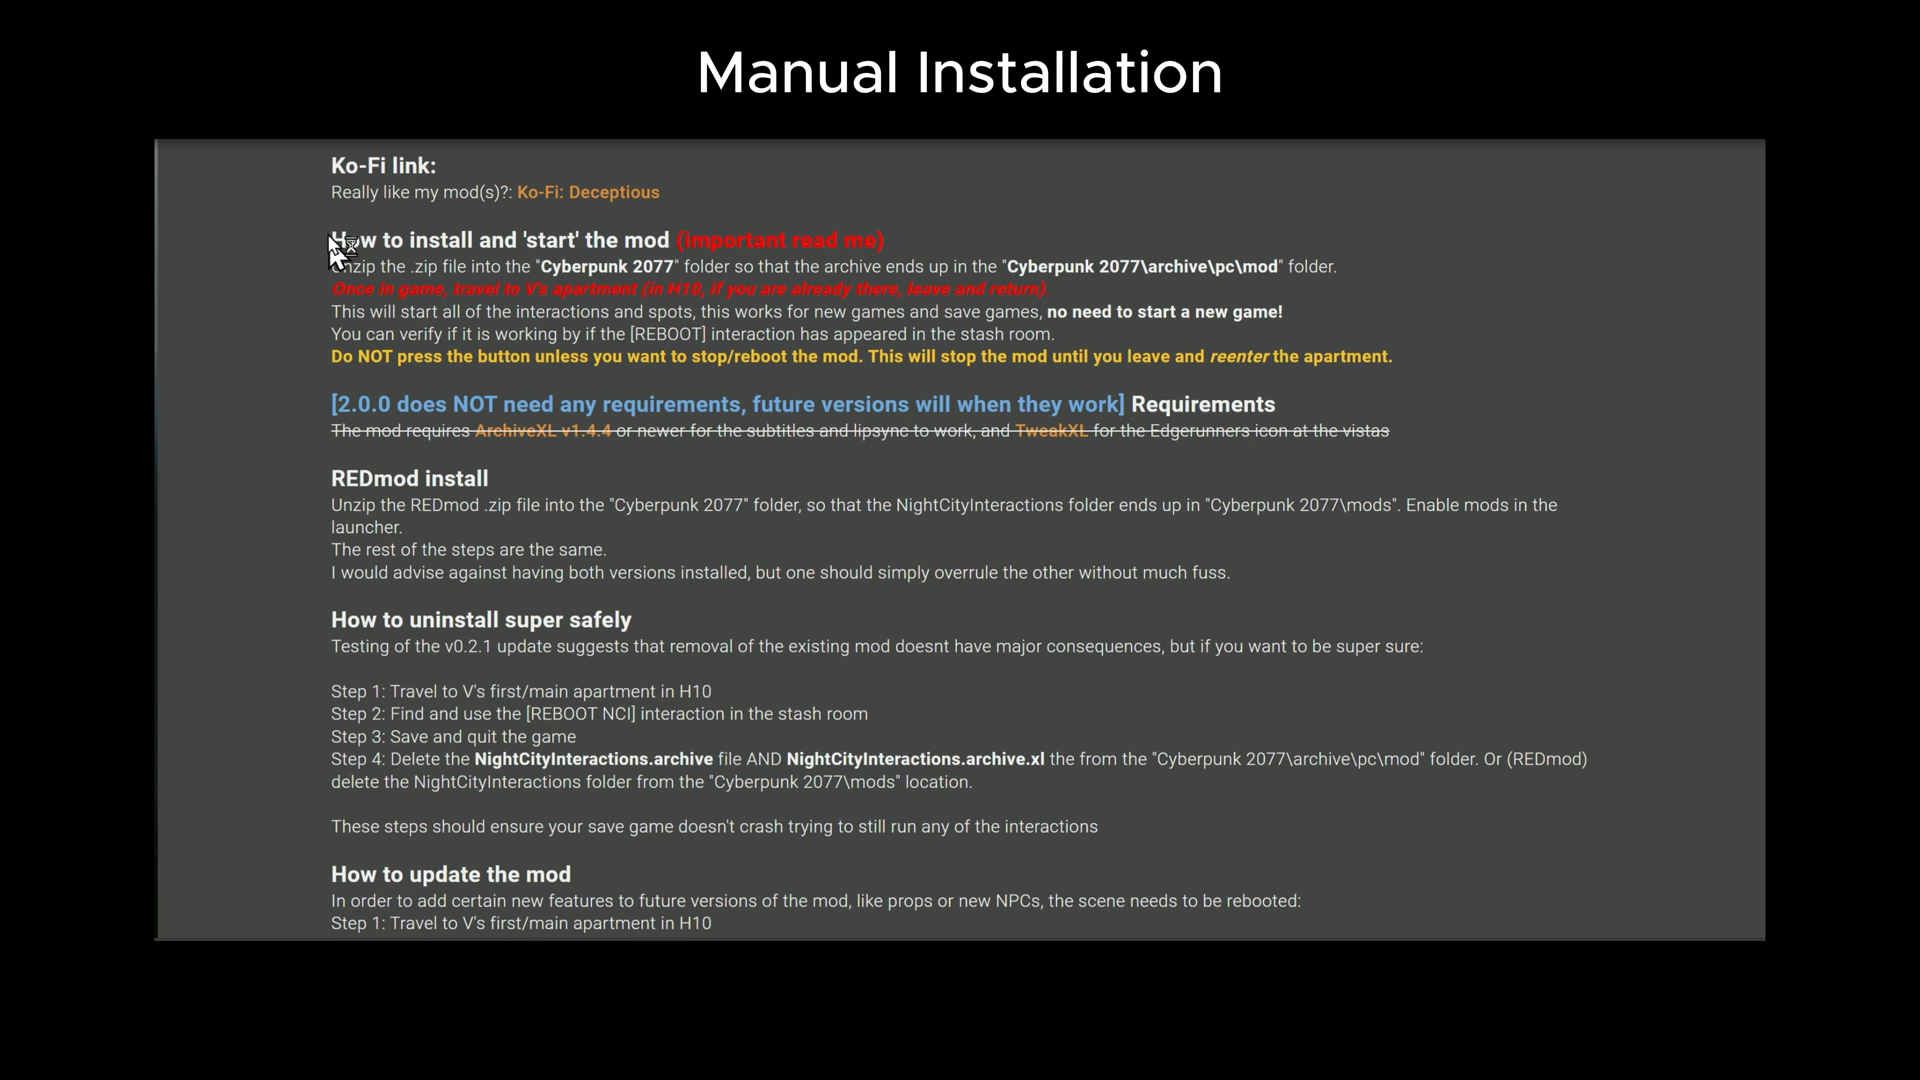 Manual Installation
Ko-Fi link:
Really like my mod(s)?: Ko-Fi: Deceptious
How to install and 'start' the mod (important read me)
Unzip the .zip file into the "Cyberpunk 2077" folder so that the archive ends up in the "Cyberpunk 2077\archive\pc\mod" folder.
Once in game, travel to V's apartment (in H10, if you are already there, leave and return).
This will start all of the interactions and spots, this works for new games and save games, no need to start a new game!
You can verify if it is working by if the [REBOOT] interaction has appeared in the stash room.
Do NOT press the button unless you want to stop/reboot the mod. This will stop the mod until you leave and reenter the apartment.
[2.0.0 does NOT need any requirements, future versions will when they work] Requirements
The mod requires ArchiveXL v1.4.4 or newer for the subtitles and lipsync to work, and TweakXL for the Edgerunners icon at the vistas
REDmod install
Unzip the REDmod .zip file into the "Cyberpunk 2077" folder, so that the NightCityInteractions folder ends up in "Cyberpunk 2077\mods". Enable mods in the
launcher.
The rest of the steps are the same.
I would advise against having both versions installed, but one should simply overrule the other without much fuss.
How to uninstall super safely
Testing of the v0.2.1 update suggests that removal of the existing mod doesnt have major consequences, but if you want to be super sure:
Step 1: Travel to V's first/main apartment in H10
Step 2: Find and use the [REBOOT NCI] interaction in the stash room
Step 3: Save and quit the game
Step 4: Delete the NightCityInteractions.archive file AND NightCityInteractions.archive.xl the from the "Cyberpunk 2077\archive\pc\mod" folder. Or (REDmod)
delete the NightCityInteractions folder from the "Cyberpunk 2077\mods" location.
These steps should ensure your save game doesn't crash trying to still run any of the interactions
How to update the mod
In order to add certain new features to future versions of the mod, like props or new NPCs, the scene needs to be rebooted:
Step 1: Travel to V's first/main apartment in H10